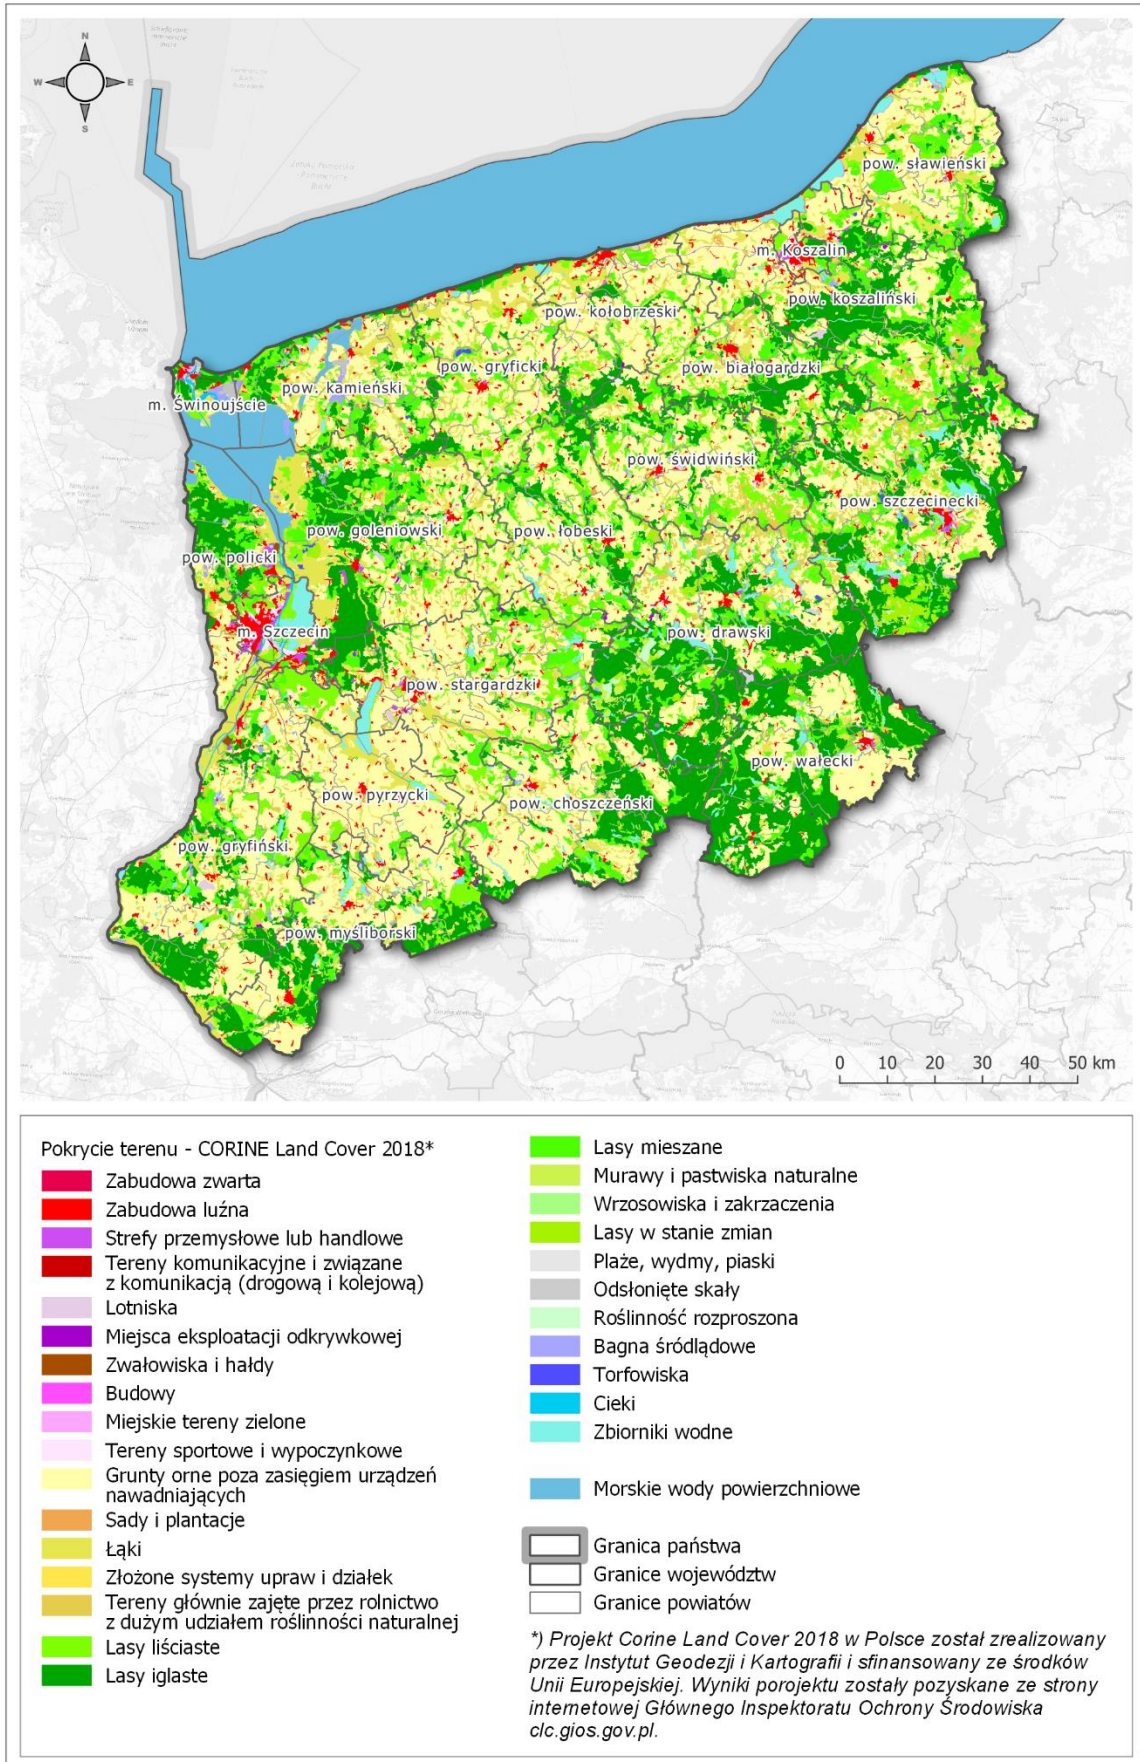 N
W
E
S
pow. sławieński
m. Koszalin
pow. koszaliński
pow. kołobrzeski
pow. gryficki
pow. białogardzki
pow. kamieński
m. Świnoujście
pow. świdwiński
pow. szczecinecki
pow. goleniowski
pow. łobeski
pow. policki
m. Szczecin
pow. drawski
pow. stargardzki
pow. wałecki
pow. pyrzycki
pow. choszczeński
pow. gryfiński
pow. myśliborski
0 10 20 30 40 50 km
Pokrycie terenu - CORINE Land Cover 2018*
Zabudowa zwarta
Zabudowa luźna
Strefy przemysłowe lub handlowe
Tereny komunikacyjne i związane
z komunikacją (drogową i kolejową)
Lotniska
Miejsca eksploatacji odkrywkowej
Zwałowiska i hałdy
Budowy
Miejskie tereny zielone
Tereny sportowe i wypoczynkowe
Grunty orne poza zasięgiem urządzeń
nawadniających
Sady i plantacje
Łąki
Złożone systemy upraw i działek
Tereny głównie zajęte przez rolnictwo
z dużym udziałem roślinności naturalnej
Lasy liściaste
Lasy iglaste
Lasy mieszane
Murawy i pastwiska naturalne
Wrzosowiska i zakrzaczenia
Lasy w stanie zmian
Plaże, wydmy, piaski
Odsłonięte skały
Roślinność rozproszona
Bagna śródlądowe
Torfowiska
Cieki
Zbiorniki wodne
Morskie wody powierzchniowe
Granica państwa
Granice województw
Granice powiatów
*) Projekt Corine Land Cover 2018 w Polsce został zrealizowany
przez Instytut Geodezji i Kartografii i sfinansowany ze środków
Unii Europejskiej. Wyniki porojektu zostały pozyskane ze strony
internetowej Głównego Inspektoratu Ochrony Środowiska
clc.gios.gov.pl.